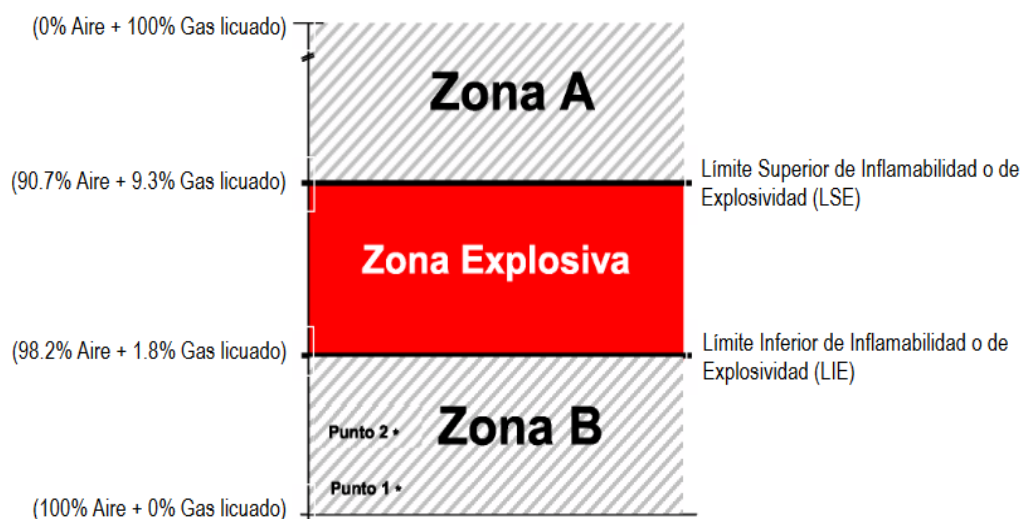 (0% Aire + 100% Gas licuado)
Zona A
(90.7% Aire + 9.3% Gas licuado)
Límite Superior de Inflamabilidad o de
Explosividad (LSE)
Zona Explosiva
(98.2% Aire + 1.8% Gas licuado)
Límite Inferior de Inflamabilidad o de
Explosividad (LIE)
Punto 2
Zona B
Punto 1
(100% Aire + 0% Gas licuado)